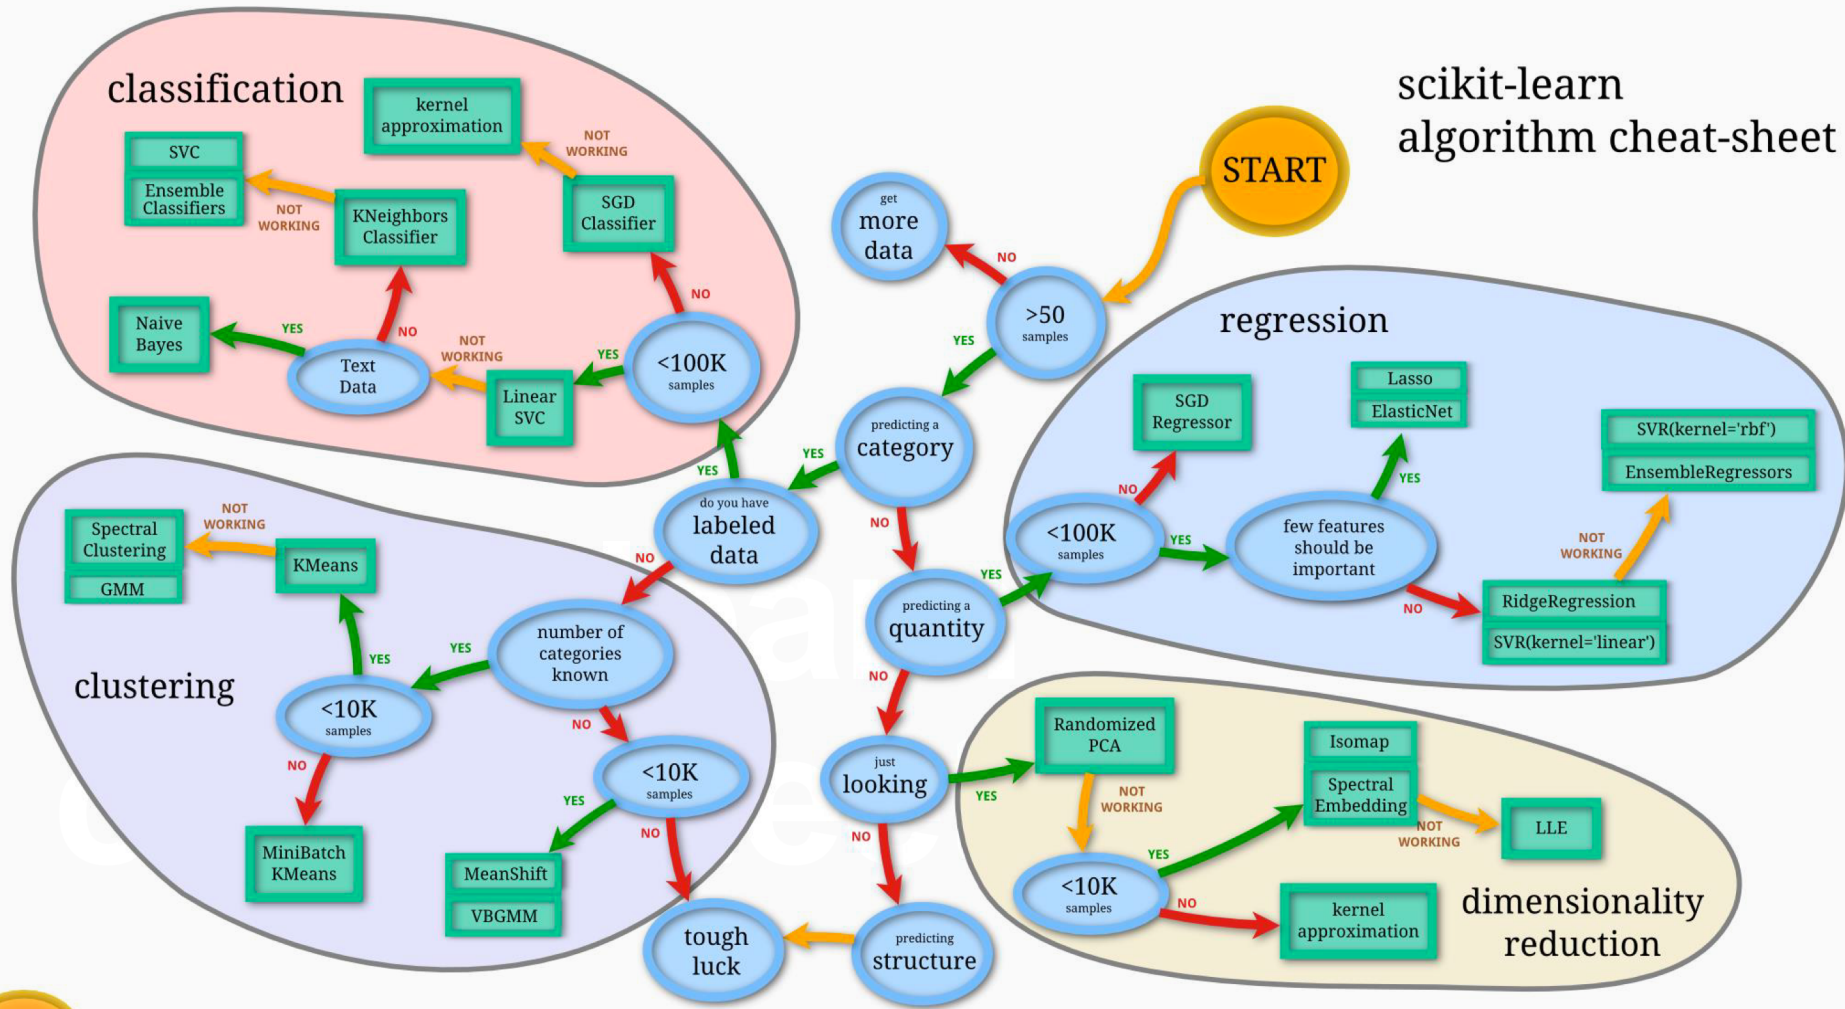 scikit-learn
algorithm cheat-sheet
START
>50
samples
NO
get
more
data
YES
predicting a
category
YES
do you have
labeled
data
NO
YES
classification
<100K
samples
NO
SGD
Classifier
NOT
WORKING
kernel
approximation
YES
Linear
SVC
NOT
WORKING
Text
Data
YES
Naive
Bayes
NO
KNeighbors
Classifier
NOT
WORKING
SVC
Ensemble
Classifiers
clustering
NO
number of
categories
known
YES
<10K
samples
YES
KMeans
NOT
WORKING
Spectral
Clustering
GMM
NO
MiniBatch
KMeans
NO
<10K
samples
YES
MeanShift
VBGMM
NO
tough
luck
predicting a
quantity
YES
regression
<100K
samples
NO
SGD
Regressor
YES
few features
should be
important
YES
Lasso
ElasticNet
NO
RidgeRegression
SVR(kernel='linear')
NOT
WORKING
SVR(kernel='rbf')
EnsembleRegressors
NO
just
looking
YES
dimensionality
reduction
Randomized
PCA
NOT
WORKING
<10K
samples
YES
Isomap
Spectral
Embedding
NOT
WORKING
LLE
NO
kernel
approximation
NO
predicting
structure